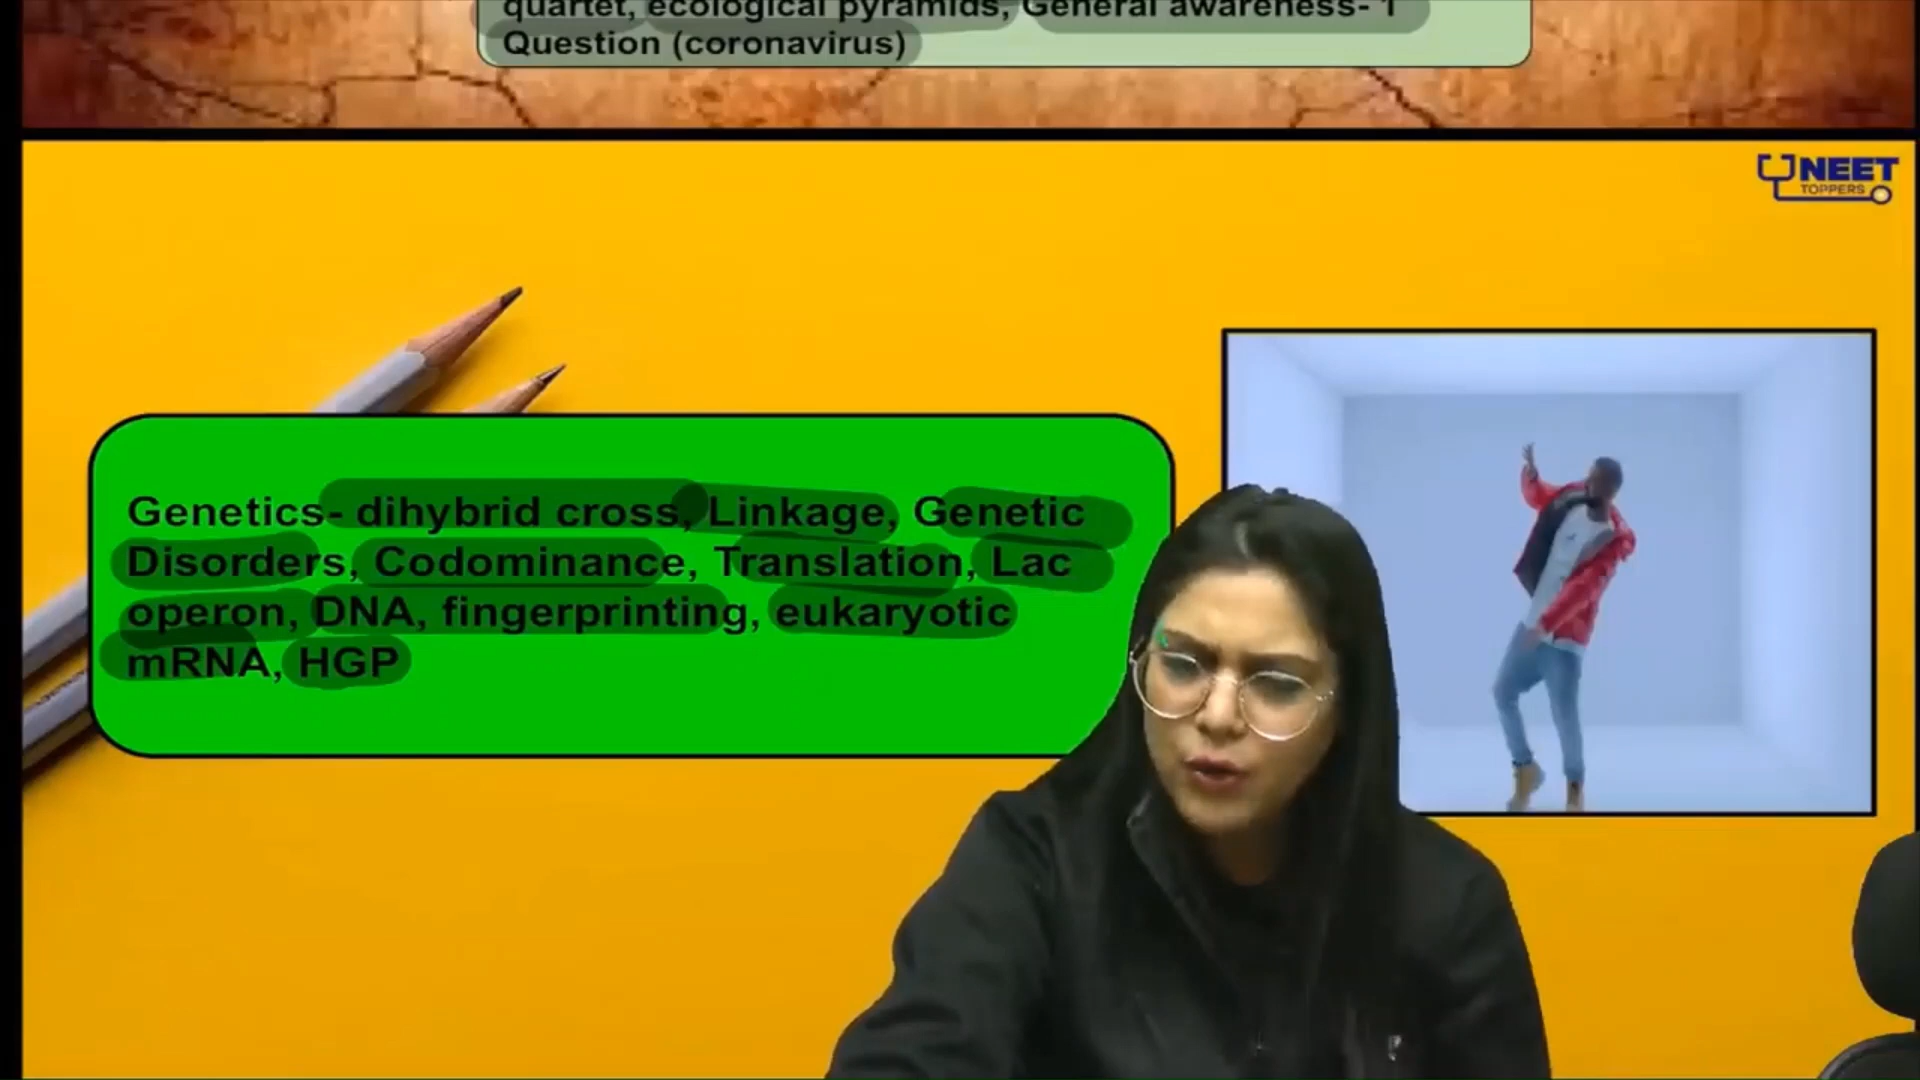 quartet, ecological pyramids, General awareness- 1
Question (coronavirus)
NEET
TOPPERS
Genetics- dihybrid cross, Linkage, Genetic
Disorders, Codominance, Translation, Lac
operon, DNA, fingerprinting, eukaryotic
mRNA, HGP